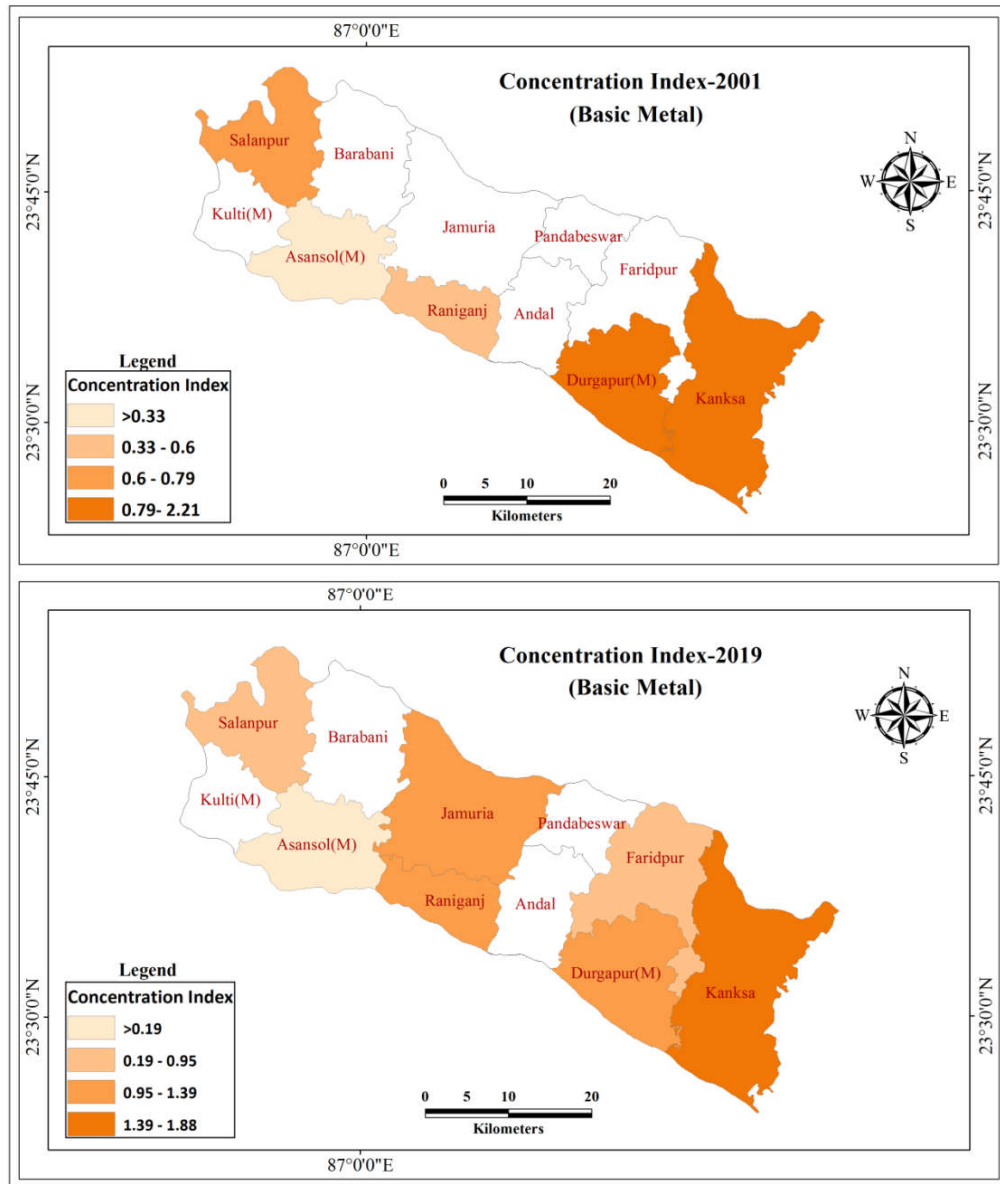 87°0'0"E
Concentration Index-2001
(Basic Metal)
N
W
E
S
23°45'0"N
23°45'0"N
Salanpur
Barabani
Kulti(M)
Jamuria
Pandabeswar
Asansol(M)
Faridpur
Raniganj
Andal
Durgapur(M)
Kanksa
23°30'0"N
23°30'0"N
Legend
Concentration Index
>0.33
0.33 - 0.6
0.6 - 0.79
0.79- 2.21
0 5 10 20
Kilometers
87°0'0"E
87°0'0"E
Concentration Index-2019
(Basic Metal)
N
W
E
S
23°45'0"N
23°45'0"N
Salanpur
Barabani
Kulti(M)
Jamuria
Pandabeswar
Asansol(M)
Faridpur
Raniganj
Andal
Durgapur(M)
Kanksa
23°30'0"N
23°30'0"N
Legend
Concentration Index
>0.19
0.19 - 0.95
0.95 - 1.39
1.39 - 1.88
0 5 10 20
Kilometers
87°0'0"E